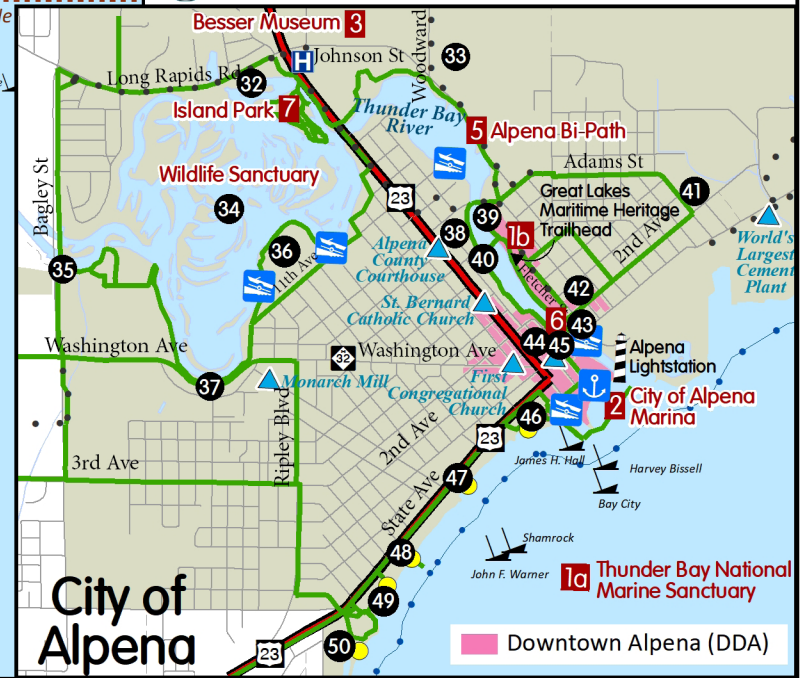 Besser Museum 3
H
Johnson St
Woodward
33
Long Rapids Rd
32
Island Park 7
Thunder Bay
River
5 Alpena Bi-Path
Adams St
Wildlife Sanctuary
34
Bagley St
23
Great Lakes
Maritime Heritage
Trailhead
41
2nd Ave
39
38
1b
40
36
11th Ave
35
Alpena
County
Courthouse
World's
Largest
Cement
Plant
Fletcher
42
St. Bernard
Catholic Church
6
43
44
45
Washington Ave
32
Washington Ave
Alpena
Lightstation
37
Monarch Mill
First
Congregational
Church
2
City of Alpena
Marina
46
Ripley Blvd
2nd Ave
23
3rd Ave
James H. Hall
Harvey Bissell
47
Bay City
State Ave
48
Shamrock
John F. Warner
1a
Thunder Bay National
Marine Sanctuary
49
City of
Alpena
50
23
Downtown Alpena (DDA)